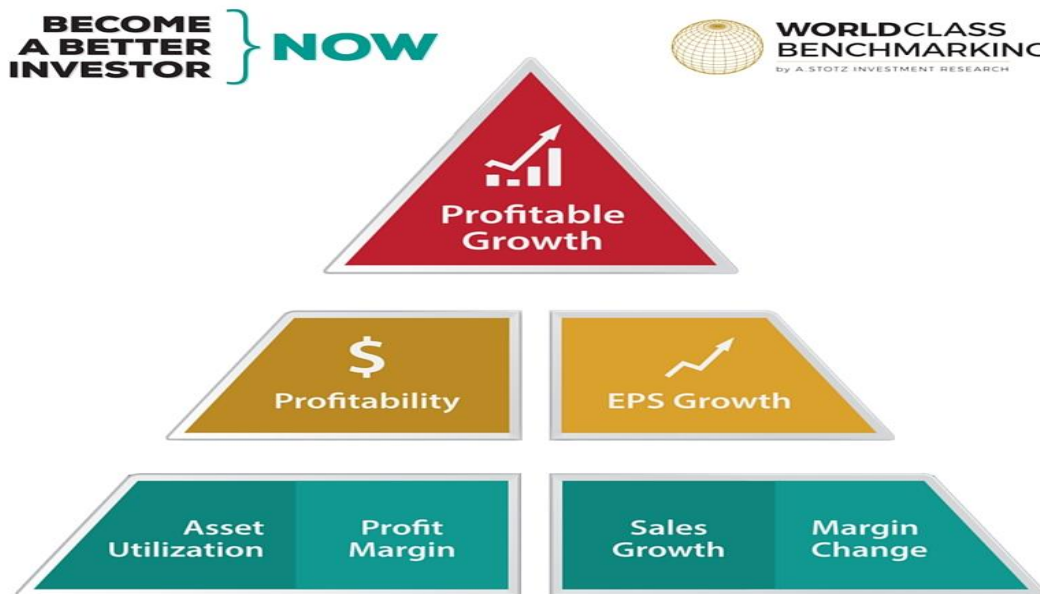 BECOME
A BETTER
INVESTOR
NOW
WORLDCLASS
BENCHMARKING
by A.STOTZ INVESTMENT RESEARCH
Profitable
Growth
$
Profitability
EPS Growth
Asset
Utilization
Profit
Margin
Sales
Growth
Margin
Change